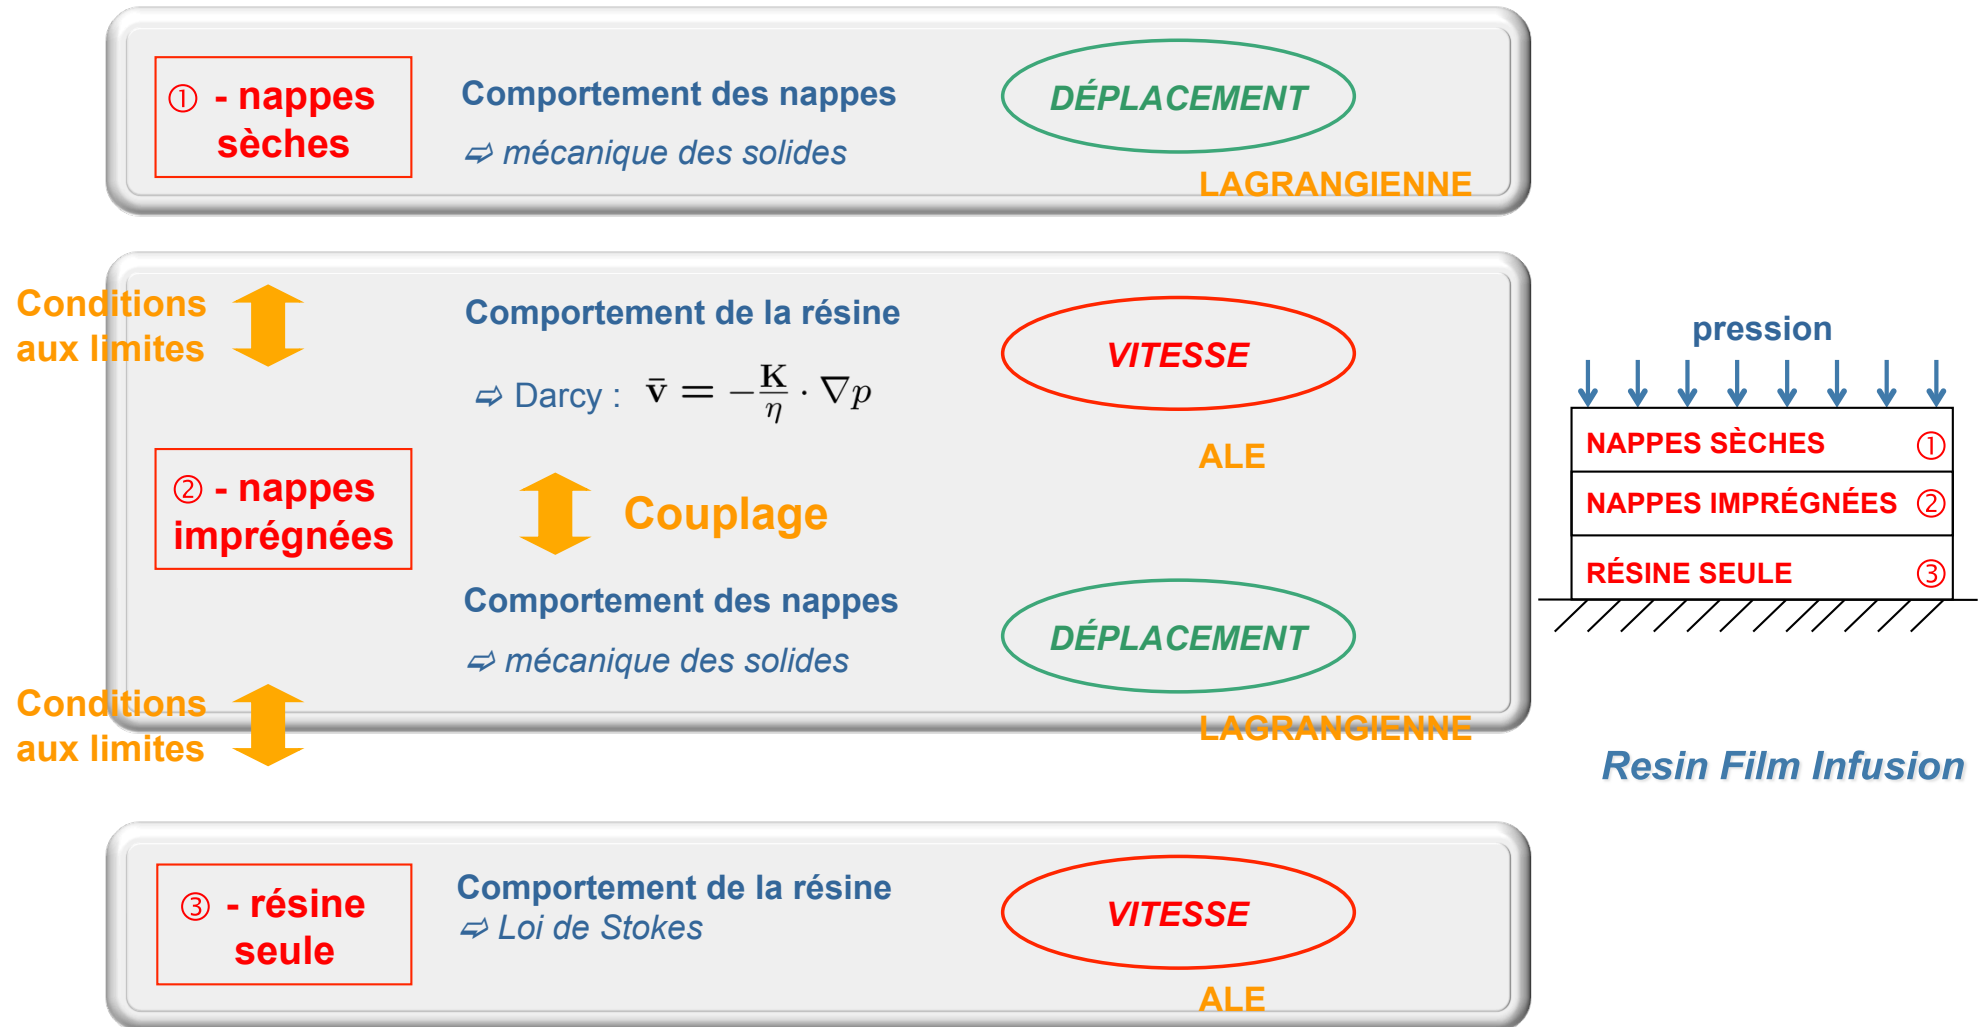 ① - nappes
sèches
Comportement des nappes
⇨ mécanique des solides
DÉPLACEMENT
LAGRANGIENNE
Conditions
aux limites
Comportement de la résine
⇨ Darcy : v̄ = −K/η · ∇p
VITESSE
ALE
② - nappes
imprégnées
Couplage
Comportement des nappes
⇨ mécanique des solides
DÉPLACEMENT
LAGRANGIENNE
Conditions
aux limites
③ - résine
seule
Comportement de la résine
⇨ Loi de Stokes
VITESSE
ALE
pression
NAPPES SÈCHES ①
NAPPES IMPRÉGNÉES ②
RÉSINE SEULE ③
Resin Film Infusion